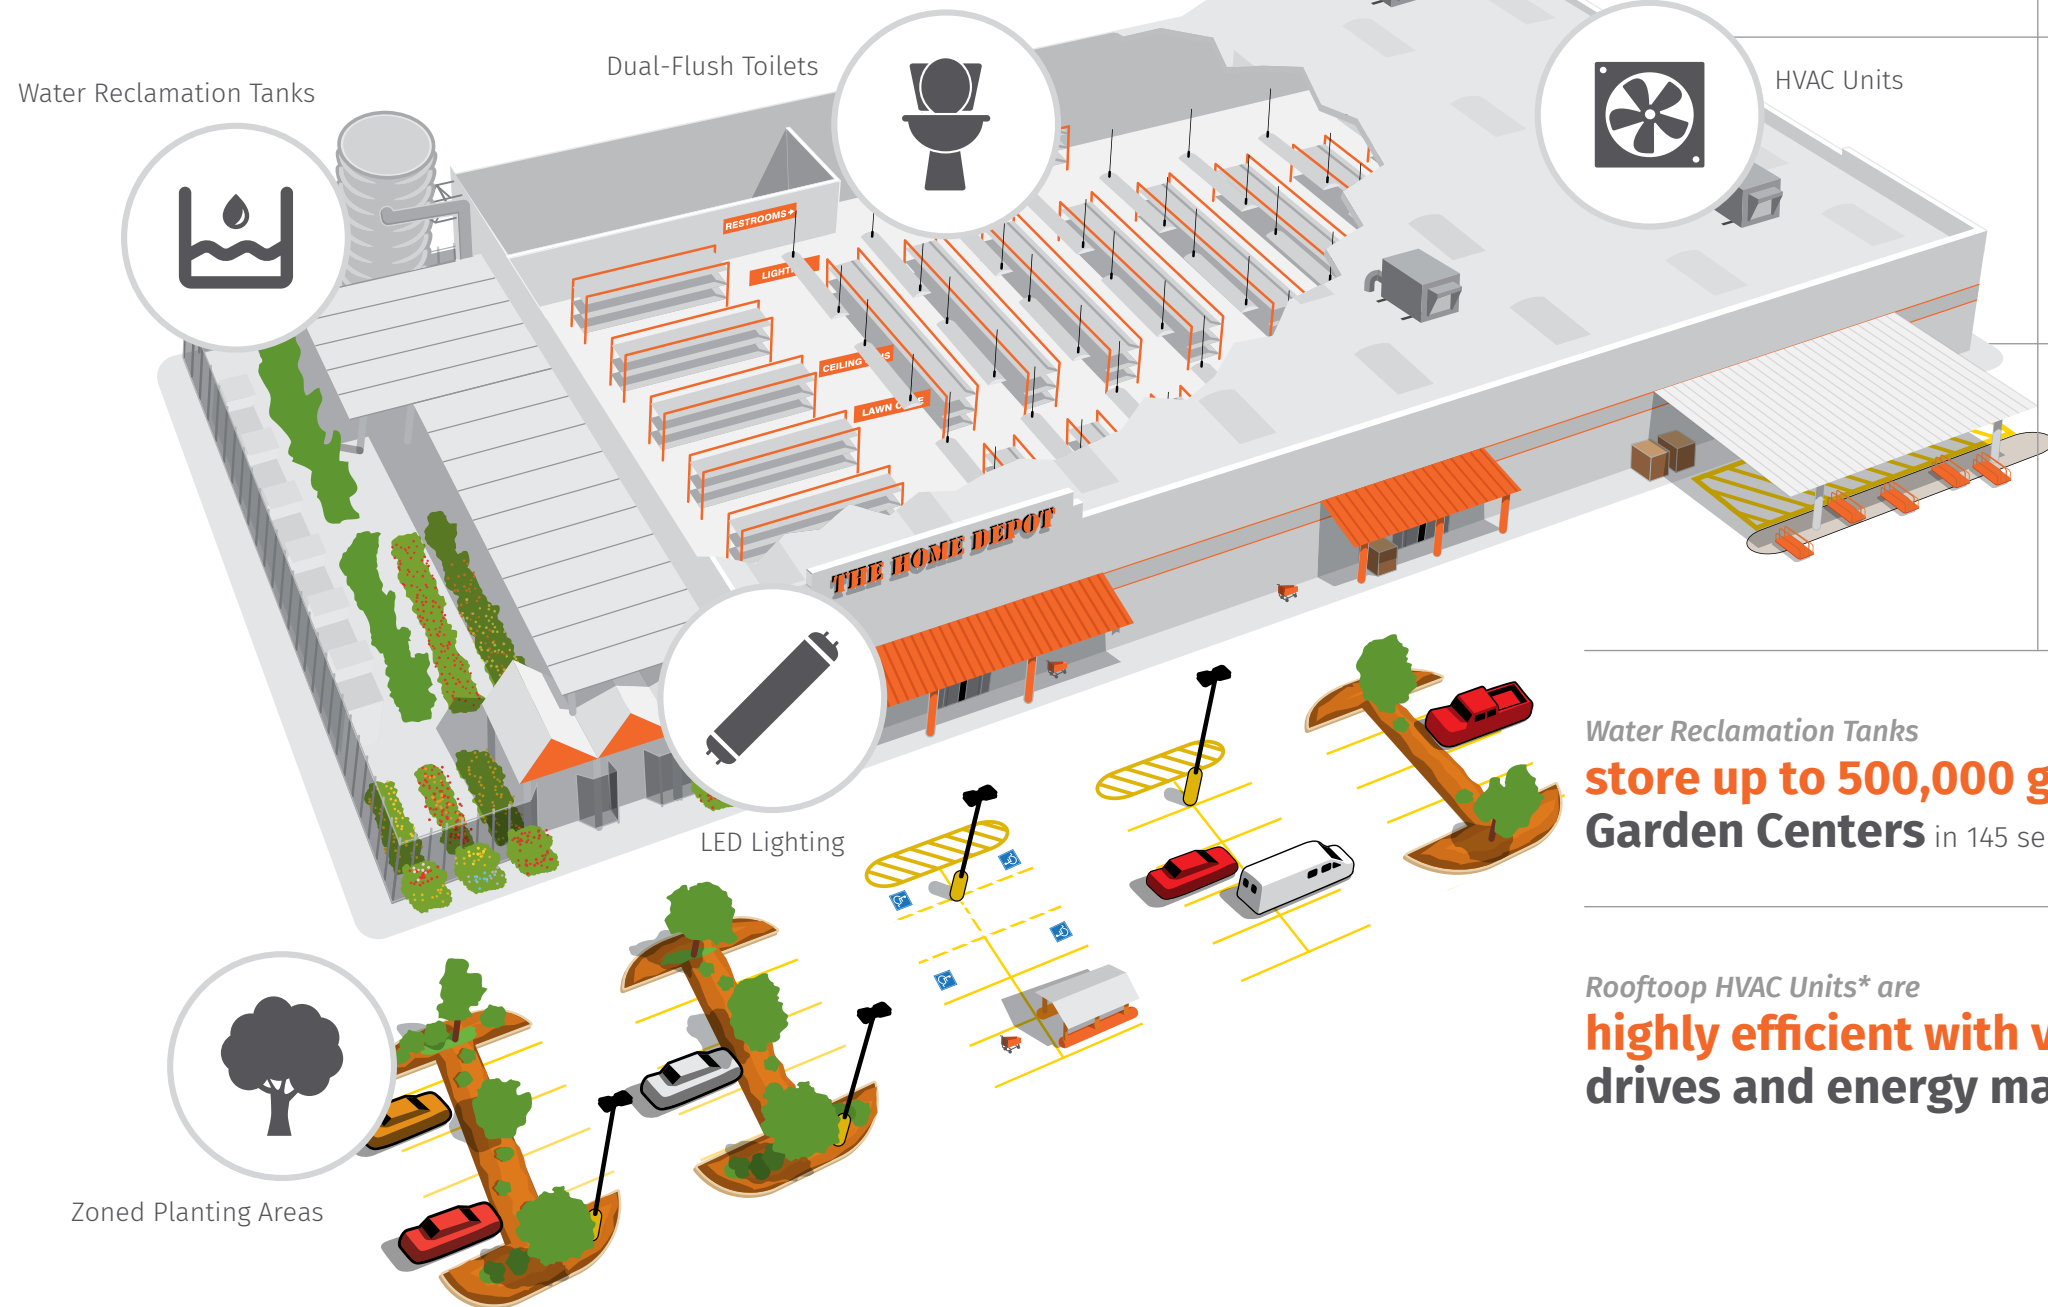 Dual-Flush Toilets
HVAC Units
Water Reclamation Tanks
RESTROOMS
CEILING
LAWN
THE HOME DEPOT
LED Lighting
Zoned Planting Areas
Water Reclamation Tanks
store up to 500,000
Garden Centers in 145
Rooftoop HVAC Units* are
highly efficient with
drives and energy